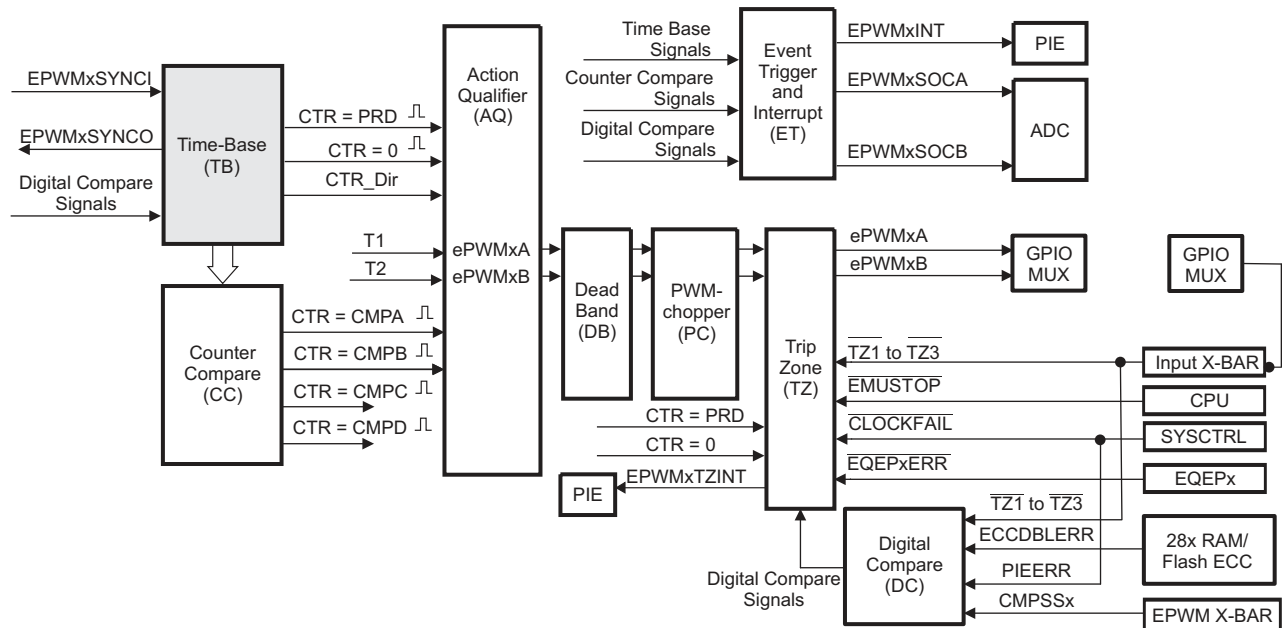 EPWMxSYNCI
EPWMxSYNCO
Digital Compare
Signals
Time-Base
(TB)
CTR = PRD
CTR = 0
CTR_Dir
T1
T2
Counter
Compare
(CC)
CTR = CMPA
CTR = CMPB
CTR = CMPC
CTR = CMPD
Action
Qualifier
(AQ)
ePWMxA
ePWMxB
Time Base
Signals
Counter Compare
Signals
Digital Compare
Signals
Event
Trigger
and
Interrupt
(ET)
EPWMxINT
EPWMxSOCA
EPWMxSOCB
PIE
ADC
Dead
Band
(DB)
PWM-
chopper
(PC)
Trip
Zone
(TZ)
ePWMxA
ePWMxB
GPIO
MUX
GPIO
MUX
TZ1 to TZ3
EMUSTOP
CLOCKFAIL
EQEPxERR
Input X-BAR
CPU
SYSCTRL
EQEPx
CTR = PRD
CTR = 0
EPWMxTZINT
PIE
Digital Compare
Signals
Digital
Compare
(DC)
TZ1 to TZ3
ECCDBLERR
PIEERR
CMPSSx
28x RAM/
Flash ECC
EPWM X-BAR